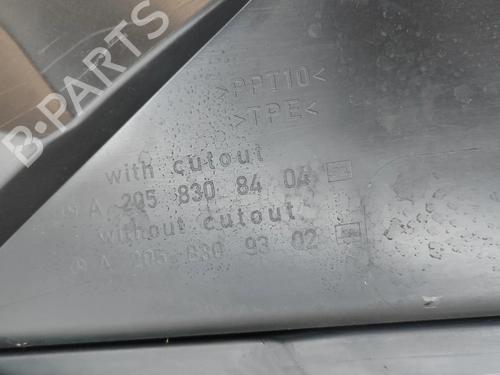 B-PARTS
>PPT10<
>TPE<
with cutout
A 205 830 84 04
without cutout
A 205 830 93 02